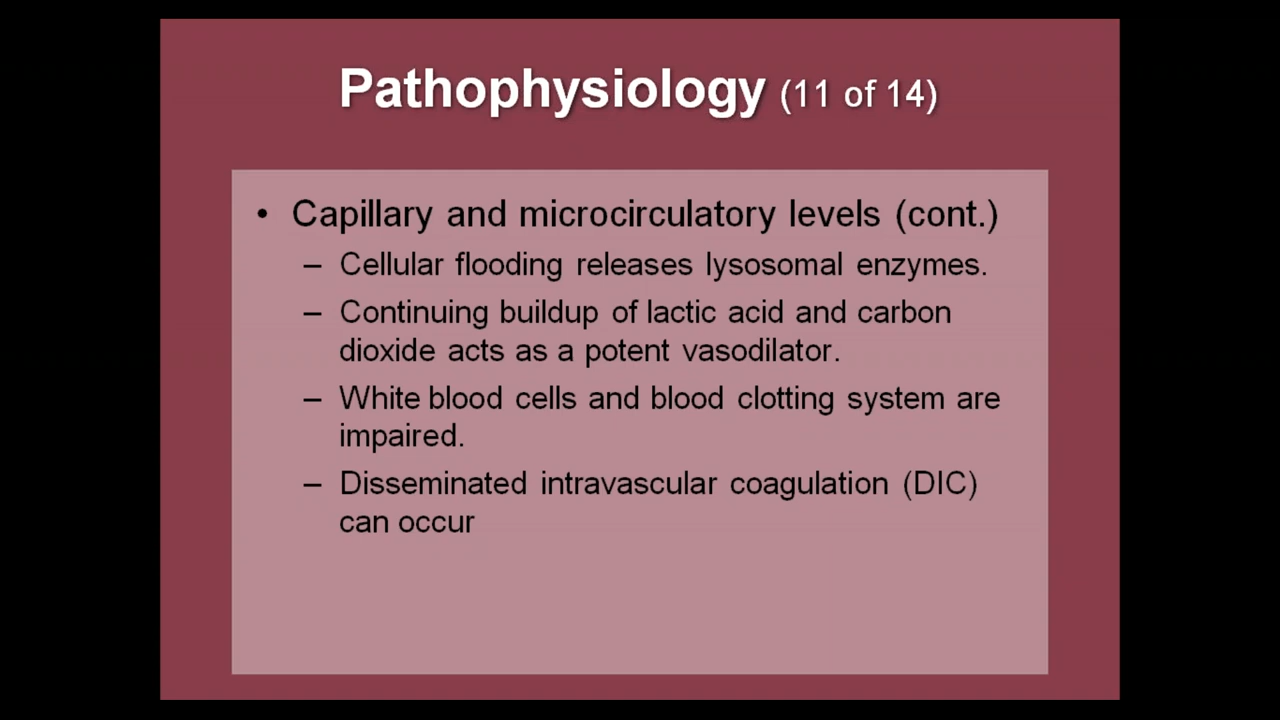 Pathophysiology (11 of 14)
• Capillary and microcirculatory levels (cont.)
– Cellular flooding releases lysosomal enzymes.
– Continuing buildup of lactic acid and carbon
dioxide acts as a potent vasodilator.
– White blood cells and blood clotting system are
impaired.
– Disseminated intravascular coagulation (DIC)
can occur